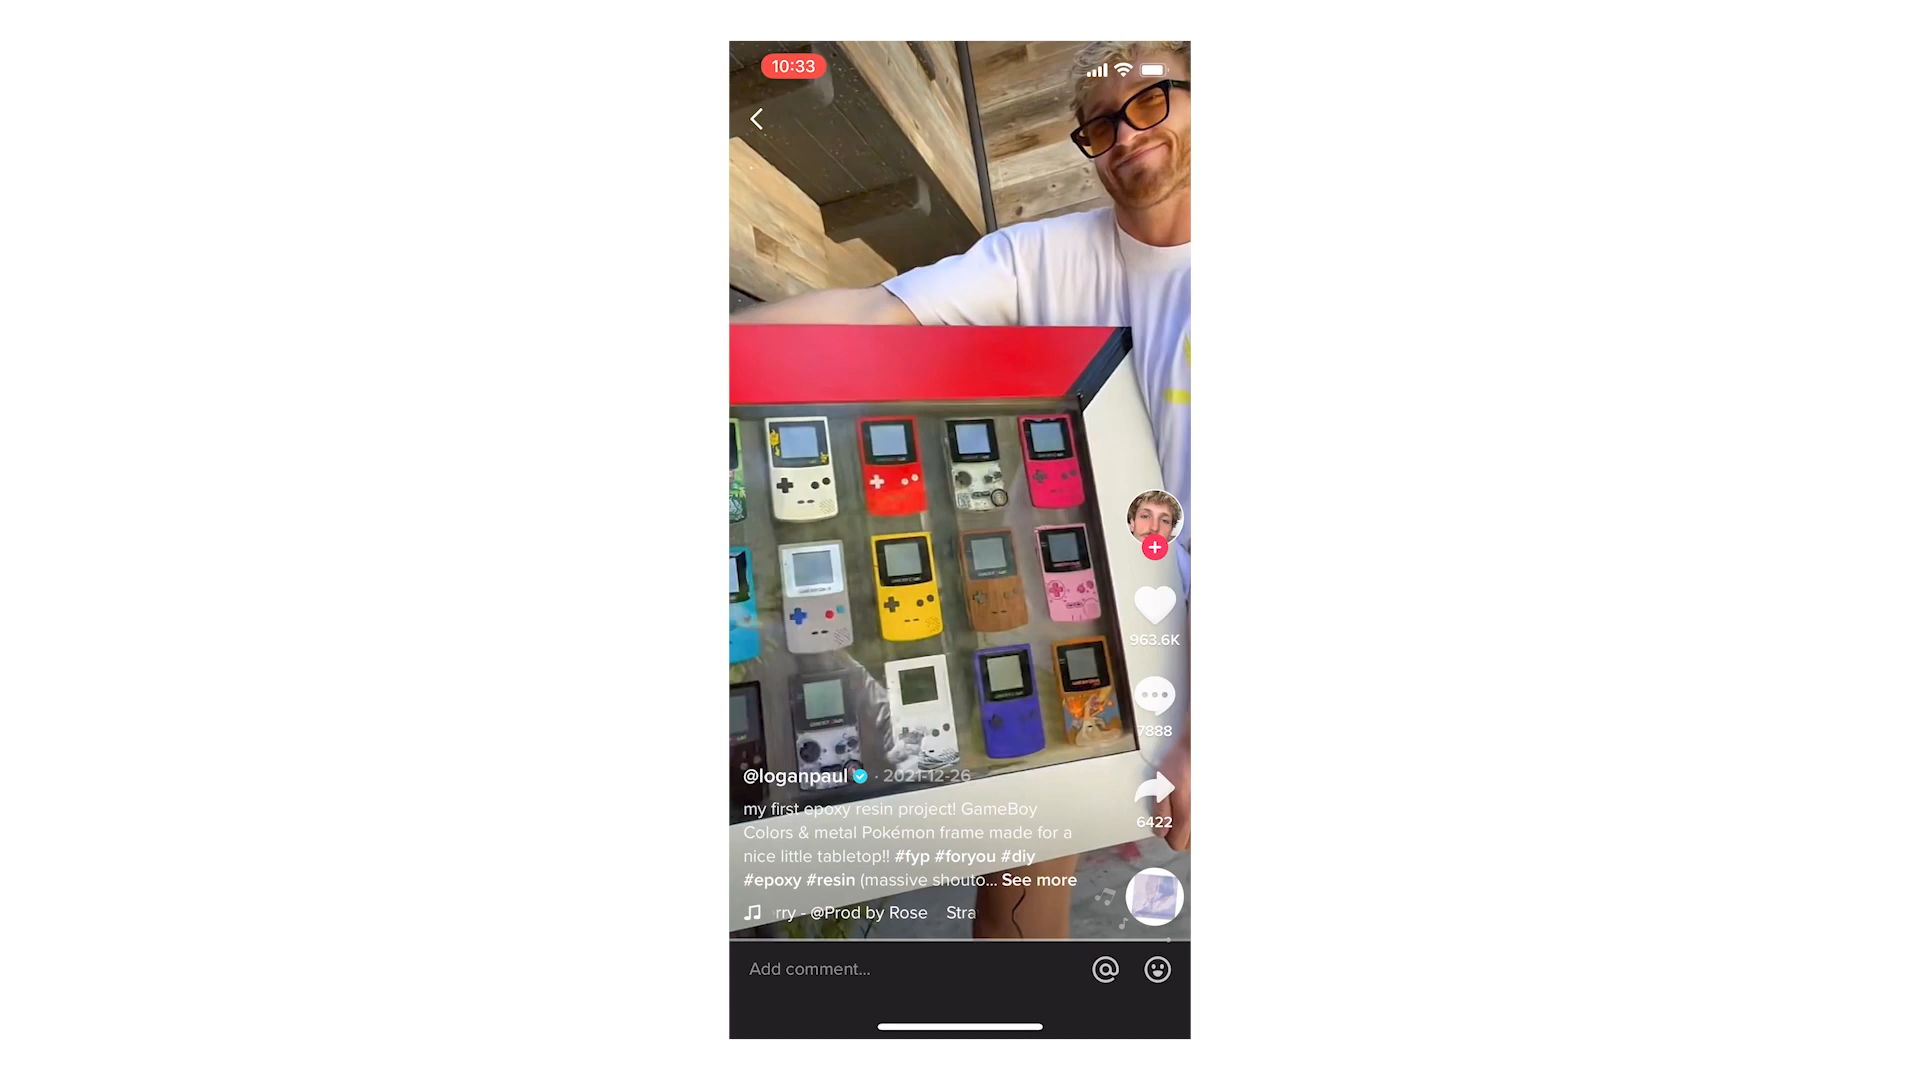 10:33
963.6K
7888
6422
@loganpaul · 2021-12-26
my first epoxy resin project! GameBoy
Colors & metal Pokémon frame made for a
nice little tabletop!! #fyp #foryou #diy
#epoxy #resin (massive shouto... See more
rry - @Prod by Rose Stra
Add comment...